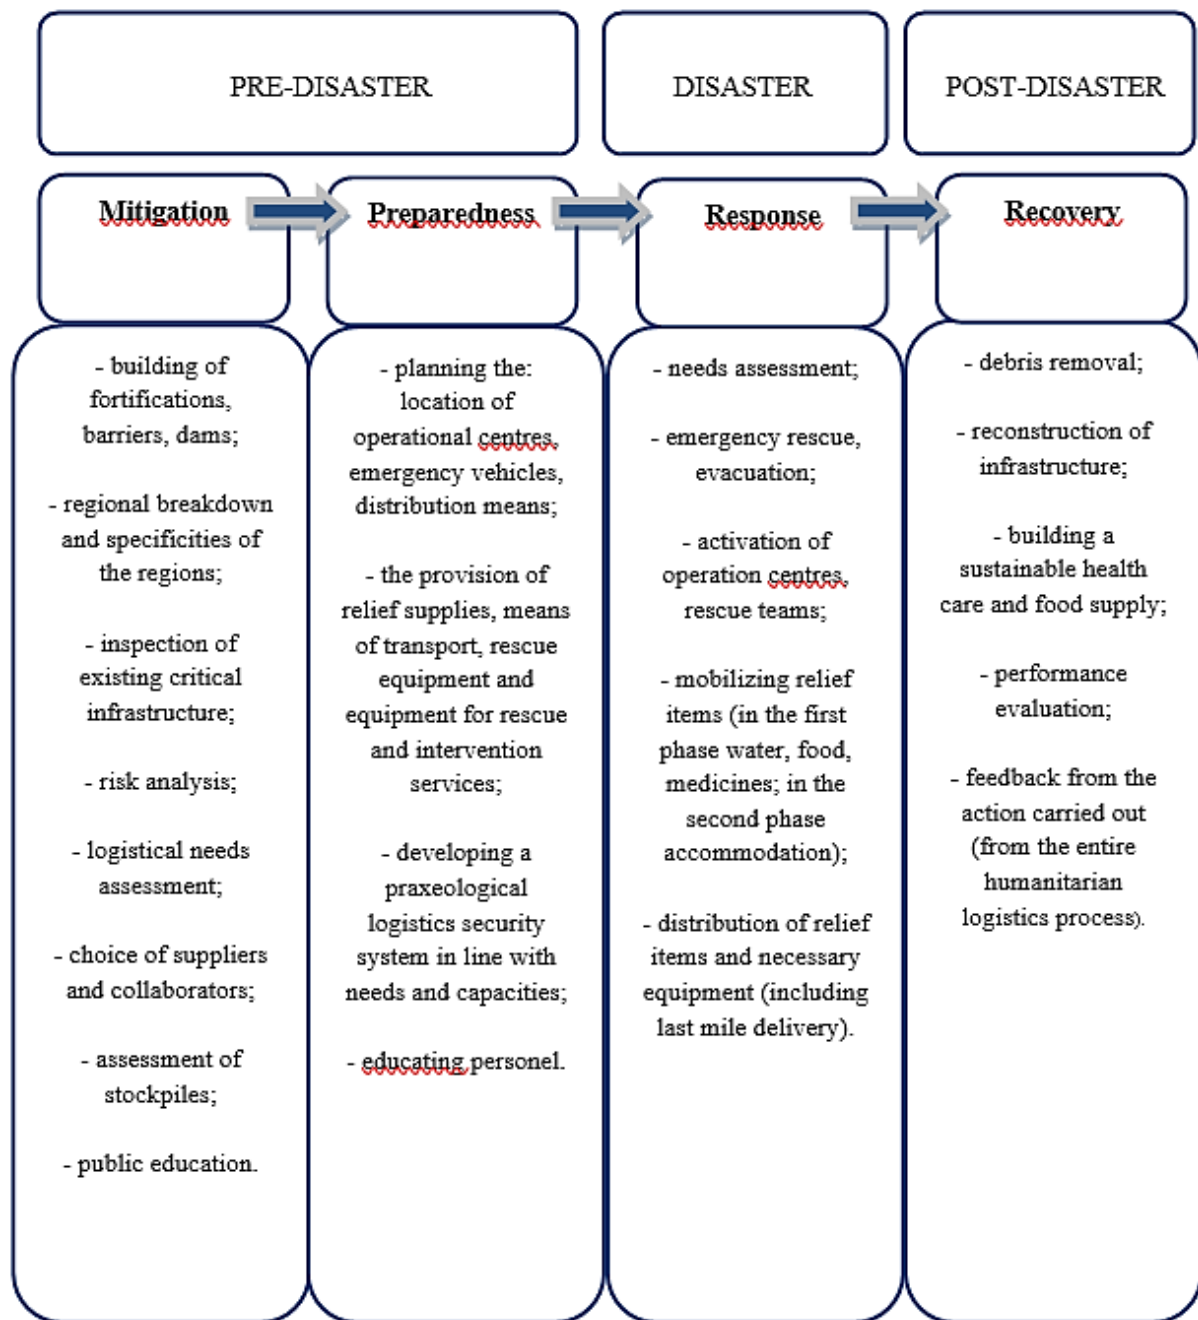 PRE-DISASTER
DISASTER
POST-DISASTER
Mitigation
Preparedness
Response
Recovery
- building of
fortifications,
barriers, dams;
- regional breakdown
and specificities of
the regions;
- inspection of
existing critical
infrastructure;
- risk analysis;
- logistical needs
assessment;
- choice of suppliers
and collaborators;
- assessment of
stockpiles;
- public education.
- planning the:
location of
operational centres,
emergency vehicles,
distribution means;
- the provision of
relief supplies, means
of transport, rescue
equipment and
equipment for rescue
and intervention
services;
- developing a
praxeological
logistics security
system in line with
needs and capacities;
- educating personel.
- needs assessment;
- emergency rescue,
evacuation;
- activation of
operation centres,
rescue teams;
- mobilizing relief
items (in the first
phase water, food,
medicines; in the
second phase
accommodation);
- distribution of relief
items and necessary
equipment (including
last mile delivery).
- debris removal;
- reconstruction of
infrastructure;
- building a
sustainable health
care and food supply;
- performance
evaluation;
- feedback from the
action carried out
(from the entire
humanitarian
logistics process).